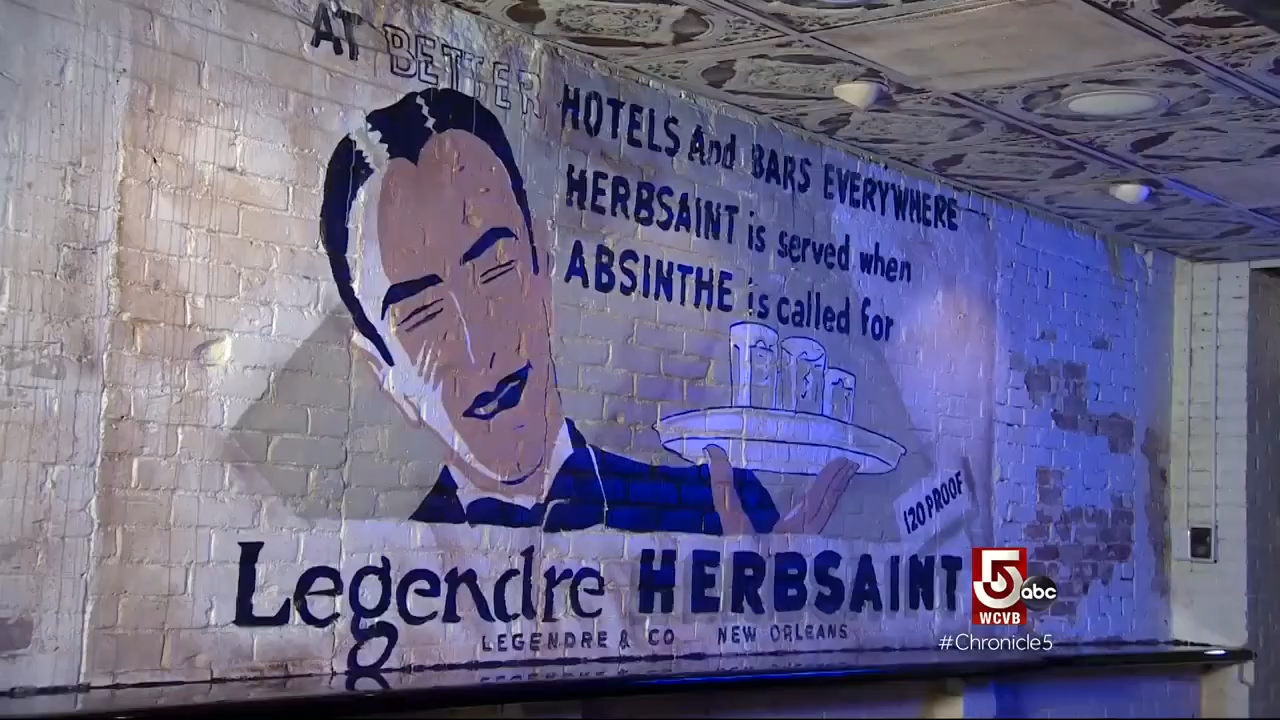 AT BETTER
HOTELS And BARS EVERYWHERE
HERBSAINT is served when
ABSINTHE is called for
120 PROOF
Legendre HERBSAINT
LEGENDRE & CO NEW ORLEANS
5 abc
WCVB
#Chronicle5